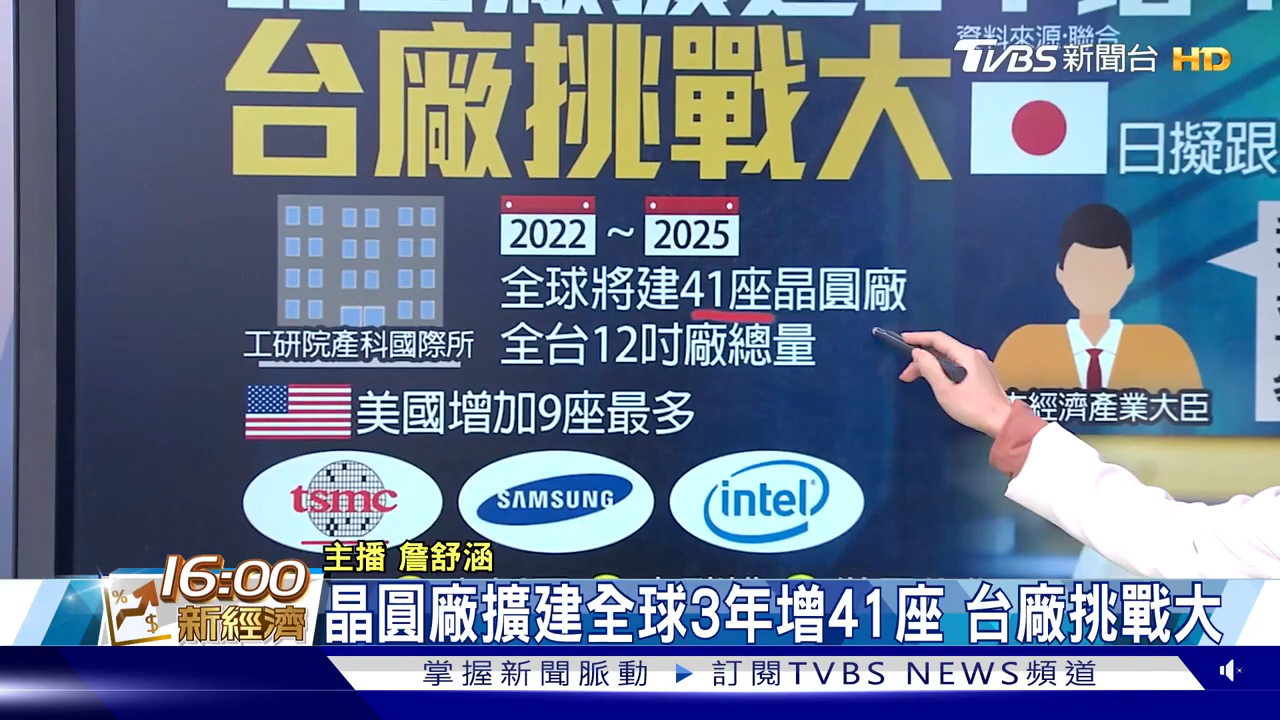 資料來源:聯合
TVBS新聞台 HD
台廠挑戰大
日擬跟
2022 ~ 2025
全球將建41座晶圓廠
工研院產科國際所
全台12吋廠總量
經濟產業大臣
美國增加9座最多
tsmc
SAMSUNG
intel
主播 詹舒涵
16:00
新經濟
% $
晶圓廠擴建全球3年增41座 台廠挑戰大
掌握新聞脈動 訂閱TVBS NEWS頻道